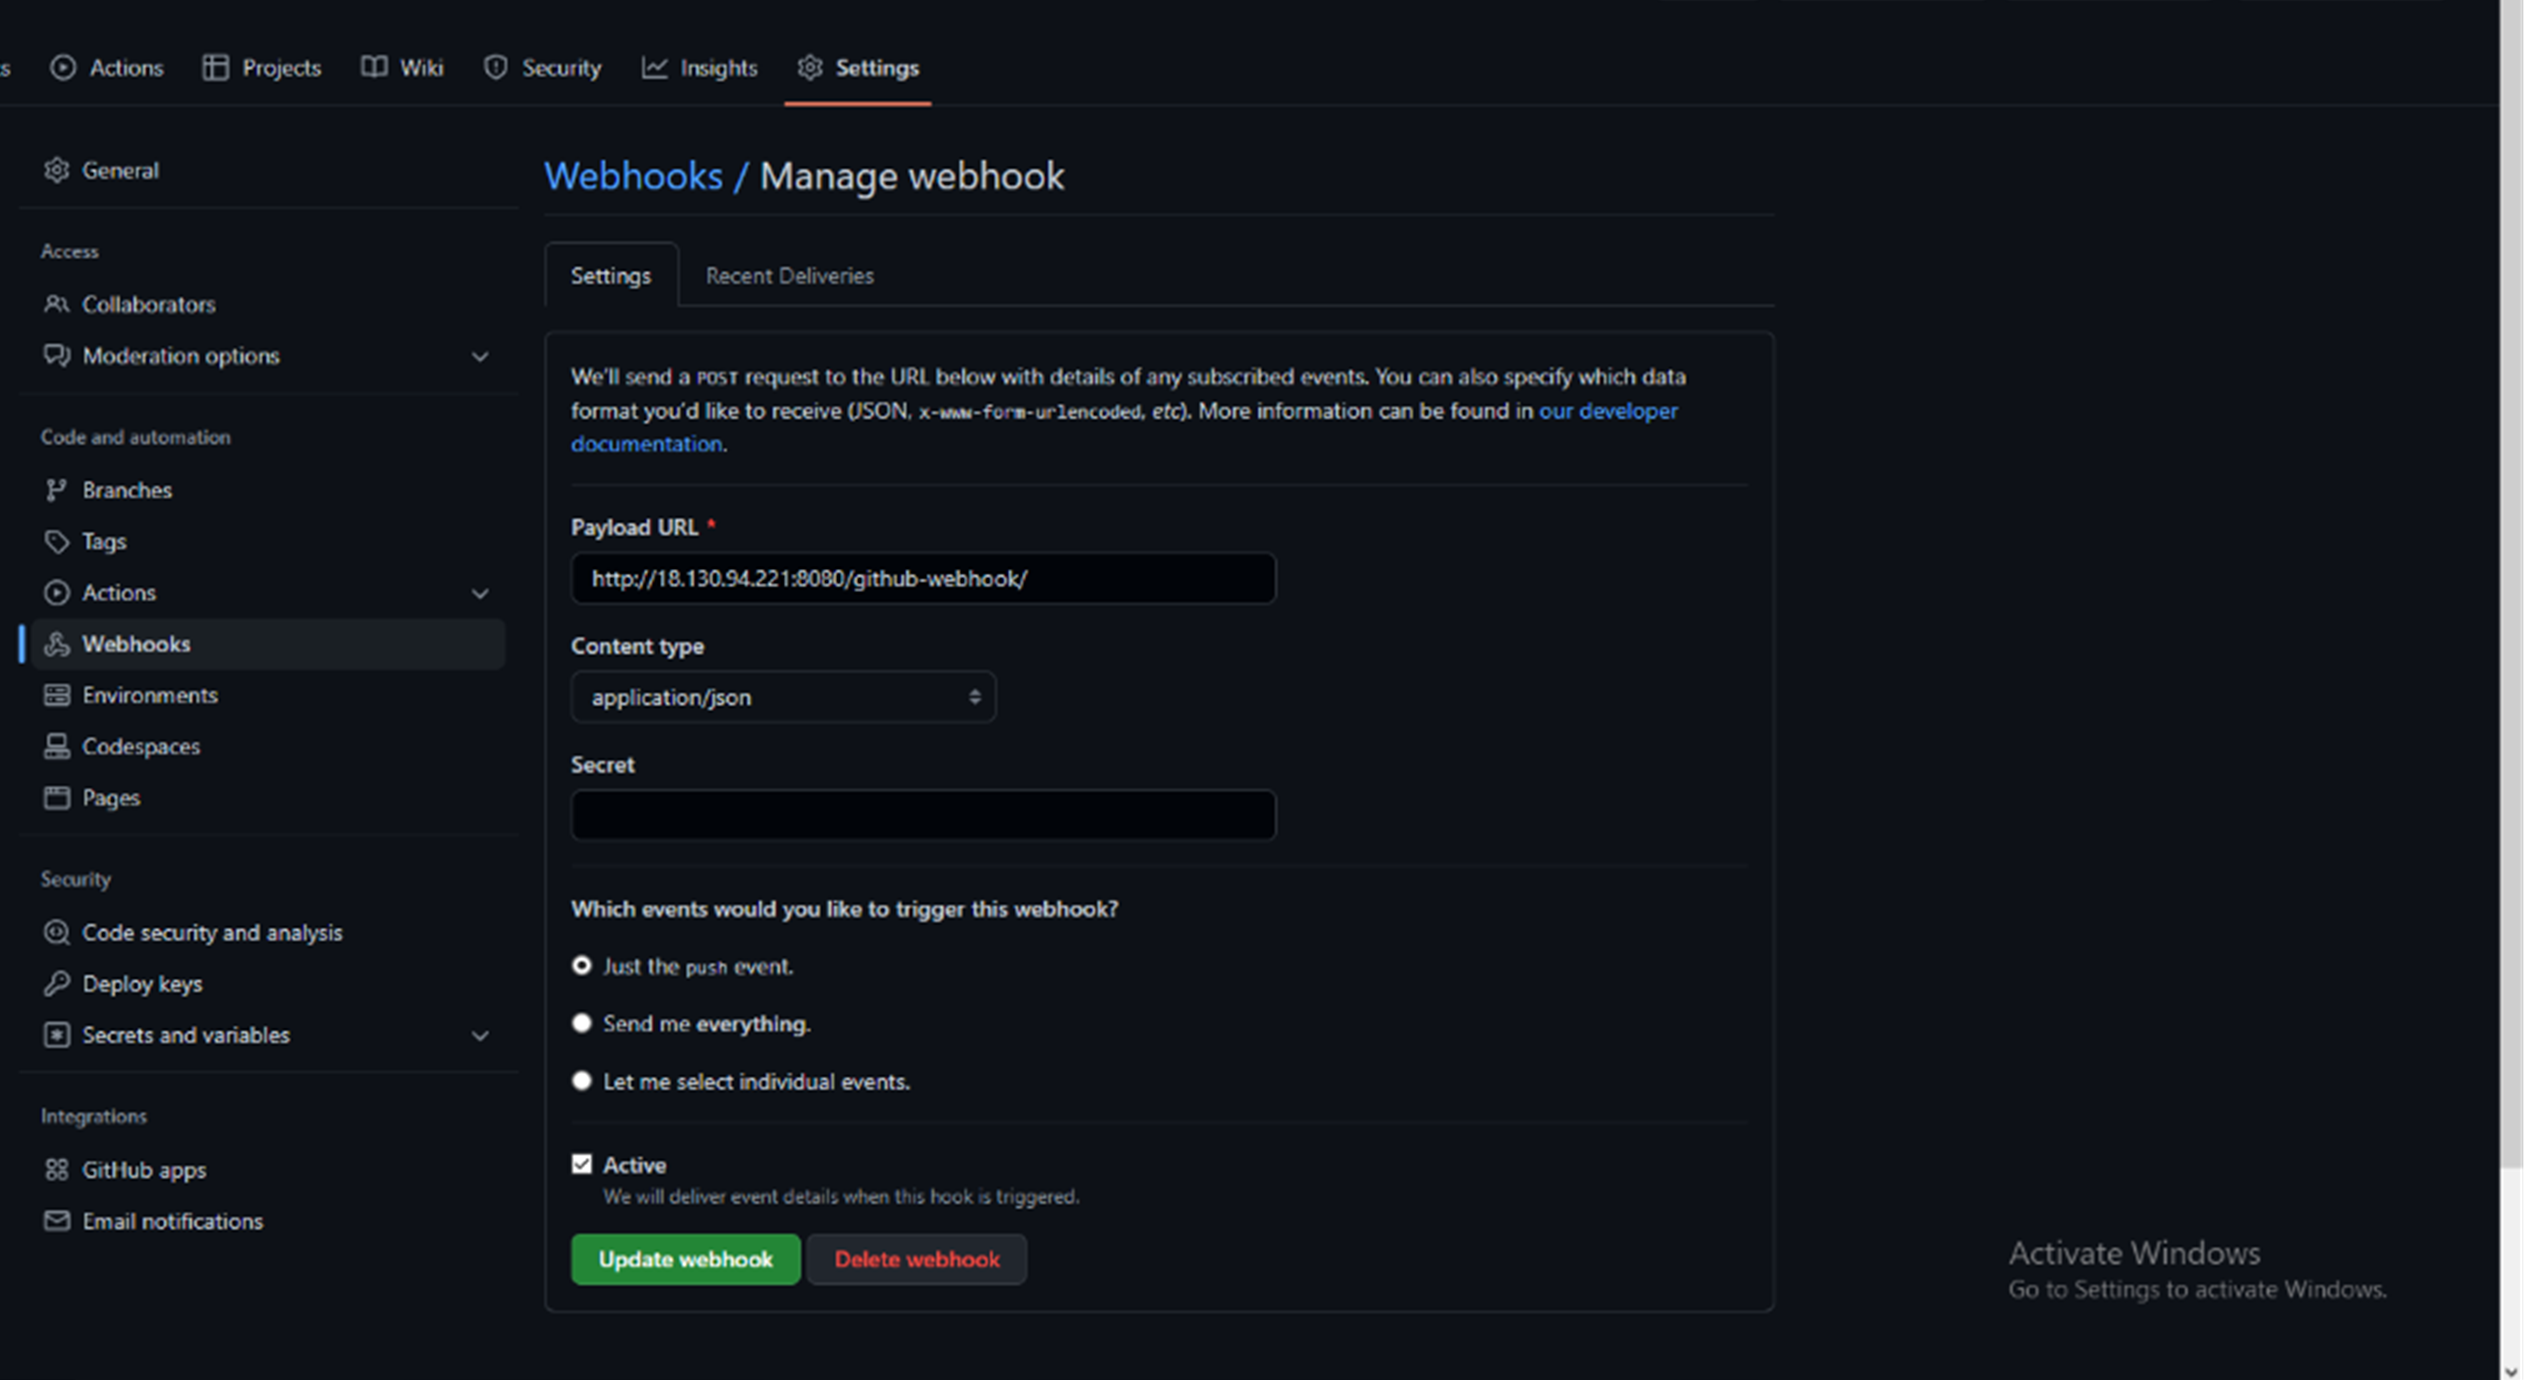 s Actions Projects Wiki Security Insights Settings
General
Access
Collaborators
Moderation options
Code and automation
Branches
Tags
Actions
Webhooks
Environments
Codespaces
Pages
Security
Code security and analysis
Deploy keys
Secrets and variables
Integrations
GitHub apps
Email notifications
Webhooks / Manage webhook
Settings Recent Deliveries
We'll send a POST request to the URL below with details of any subscribed events. You can also specify which data
format you'd like to receive (JSON, x-www-form-urlencoded, etc). More information can be found in our developer
documentation.
Payload URL *
http://18.130.94.221:8080/github-webhook/
Content type
application/json
Secret
Which events would you like to trigger this webhook?
Just the push event.
Send me everything.
Let me select individual events.
Active
We will deliver event details when this hook is triggered.
Update webhook Delete webhook
Activate Windows
Go to Settings to activate Windows.